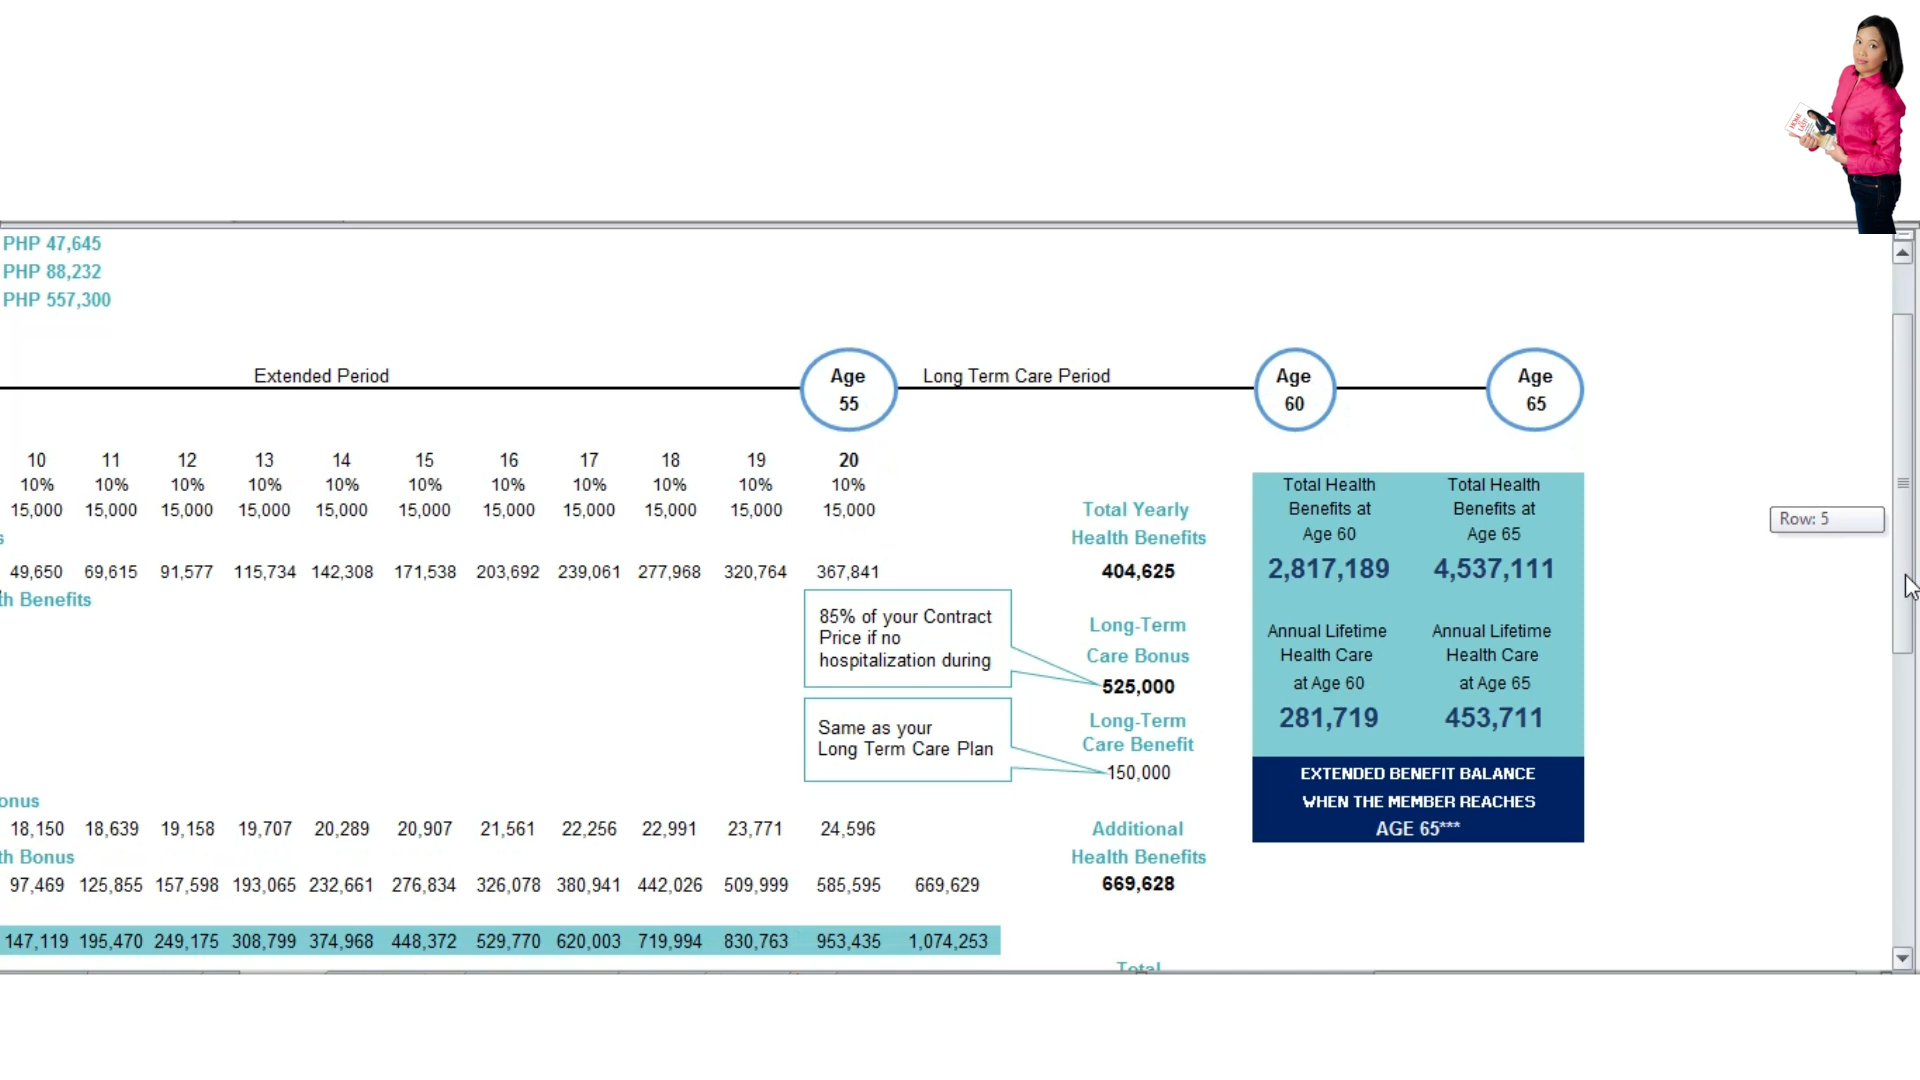 PHP 47,645
PHP 88,232
PHP 557,300
Extended Period
Age
55
Long Term Care Period
Age
60
Age
65
10 11 12 13 14 15 16 17 18 19 20
10% 10% 10% 10% 10% 10% 10% 10% 10% 10% 10%
15,000 15,000 15,000 15,000 15,000 15,000 15,000 15,000 15,000 15,000 15,000
s
49,650 69,615 91,577 115,734 142,308 171,538 203,692 239,061 277,968 320,764 367,841
th Benefits
85% of your Contract
Price if no
hospitalization during
Same as your
Long Term Care Plan
Total Yearly
Health Benefits
404,625
Long-Term
Care Bonus
525,000
Long-Term
Care Benefit
150,000
Total Health
Benefits at
Age 60
2,817,189
Total Health
Benefits at
Age 65
4,537,111
Annual Lifetime
Health Care
at Age 60
281,719
Annual Lifetime
Health Care
at Age 65
453,711
EXTENDED BENEFIT BALANCE
WHEN THE MEMBER REACHES
AGE 65***
Row: 5
onus
18,150 18,639 19,158 19,707 20,289 20,907 21,561 22,256 22,991 23,771 24,596
th Bonus
97,469 125,855 157,598 193,065 232,661 276,834 326,078 380,941 442,026 509,999 585,595 669,629
Additional
Health Benefits
669,628
147,119 195,470 249,175 308,799 374,968 448,372 529,770 620,003 719,994 830,763 953,435 1,074,253
Total